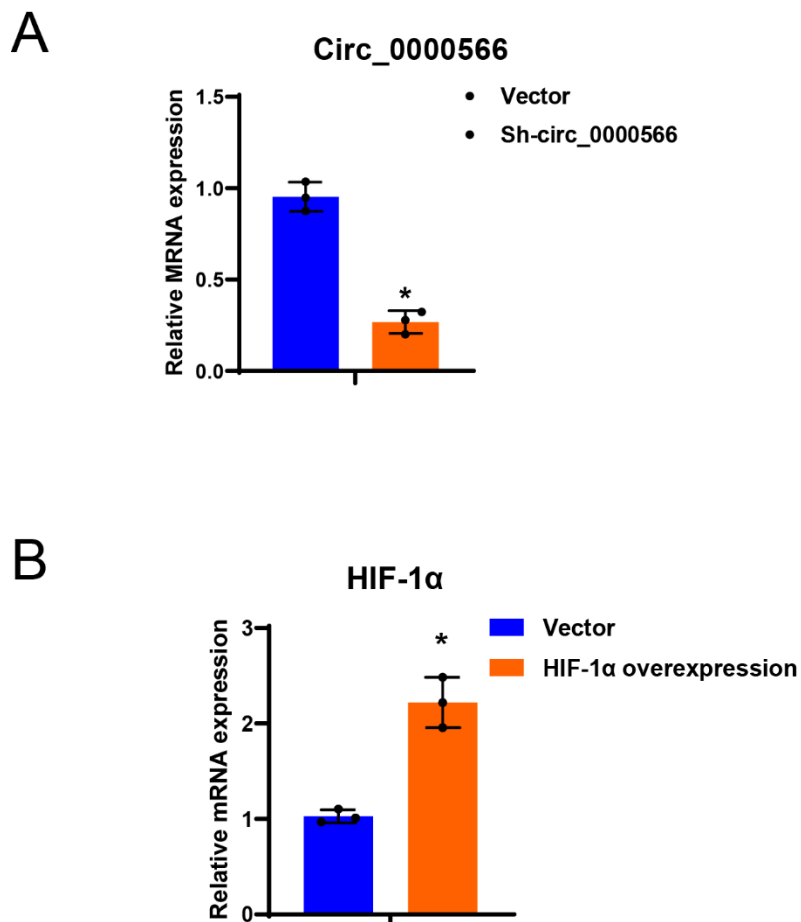 A
Circ_0000566
Relative MRNA expression
1.5
1.0
0.5
0.0
*
Vector
Sh-circ_0000566
B
HIF-1α
Relative mRNA expression
3
2
1
0
*
Vector
HIF-1α overexpression